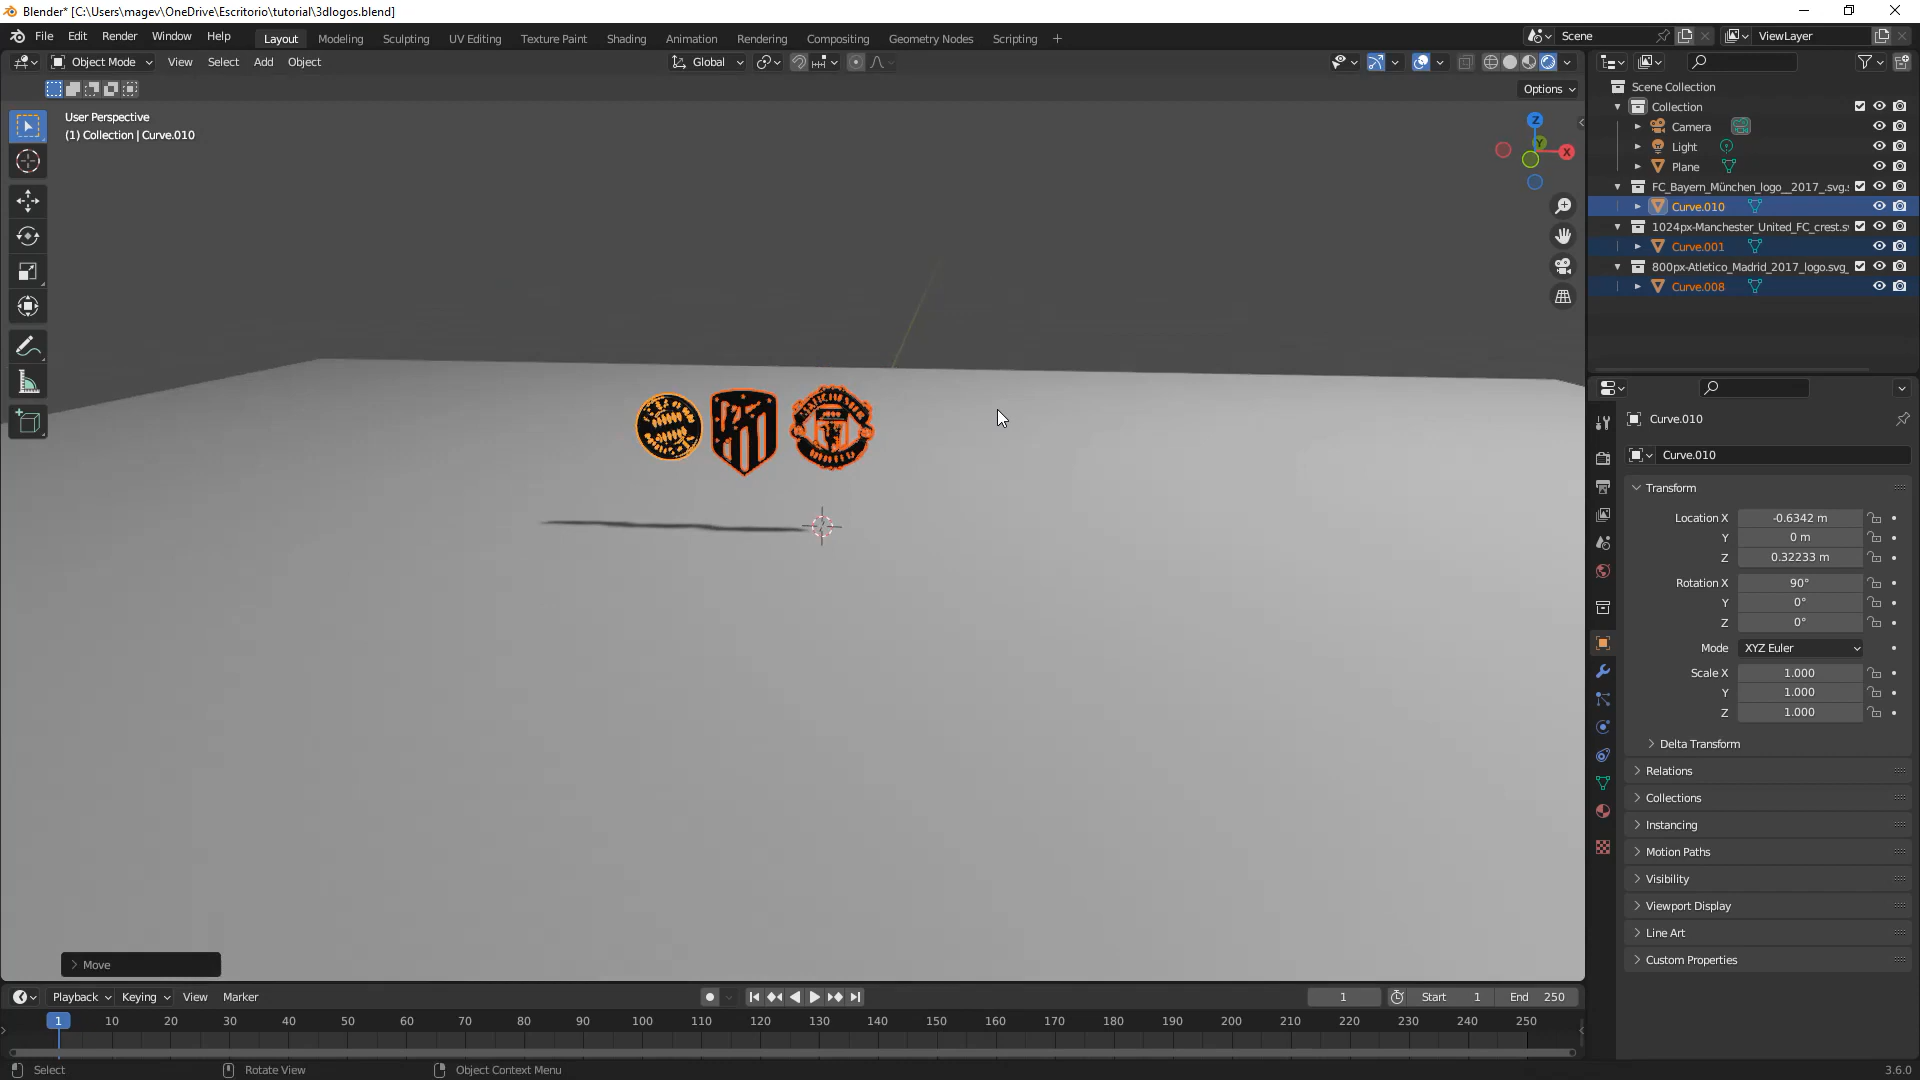 Blender* [C:\Users\magev\OneDrive\Escritorio\tutorial\3dlogos.blend]
File Edit Render Window Help Layout Modeling Sculpting UV Editing Texture Paint Shading Animation Rendering Compositing Geometry Nodes Scripting + Scene ViewLayer
Object Mode View Select Add Object Global
Options
User Perspective
(1) Collection | Curve.010
Z
Y
X
Scene Collection
Collection
Camera
Light
Plane
FC_Bayern_München_logo__2017_.svg.
Curve.010
1024px-Manchester_United_FC_crest.s
Curve.001
800px-Atletico_Madrid_2017_logo.svg_
Curve.008
Curve.010
Curve.010
Transform
Location X -0.6342 m
Y 0 m
Z 0.32233 m
Rotation X 90°
Y 0°
Z 0°
Mode XYZ Euler
Scale X 1.000
Y 1.000
Z 1.000
Delta Transform
Relations
Collections
Instancing
Motion Paths
Visibility
Viewport Display
Line Art
Custom Properties
Move
Playback Keying View Marker 1 Start 1 End 250
1 10 20 30 40 50 60 70 80 90 100 110 120 130 140 150 160 170 180 190 200 210 220 230 240 250
Select Rotate View Object Context Menu 3.6.0